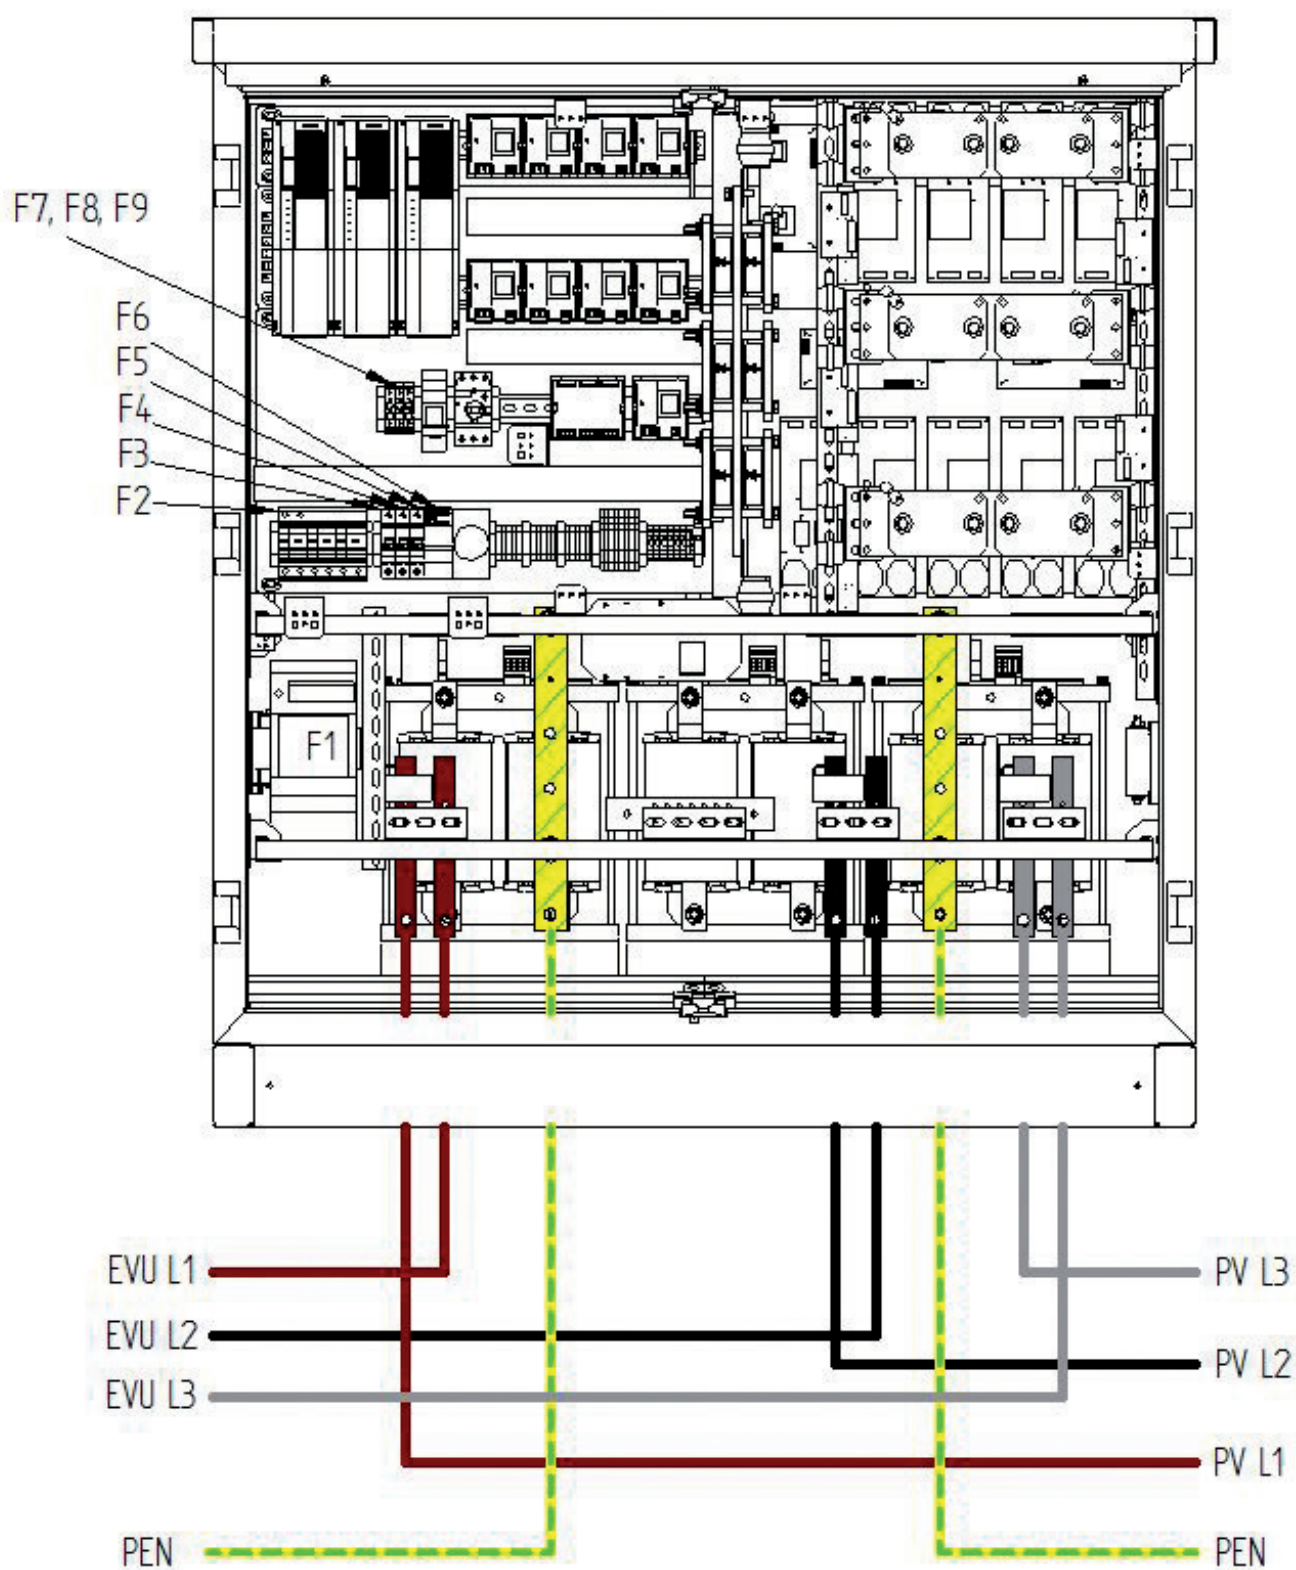 F7, F8, F9
F6
F5
F4
F3
F2
F1
EVU L1
EVU L2
EVU L3
PEN
PV L3
PV L2
PV L1
PEN